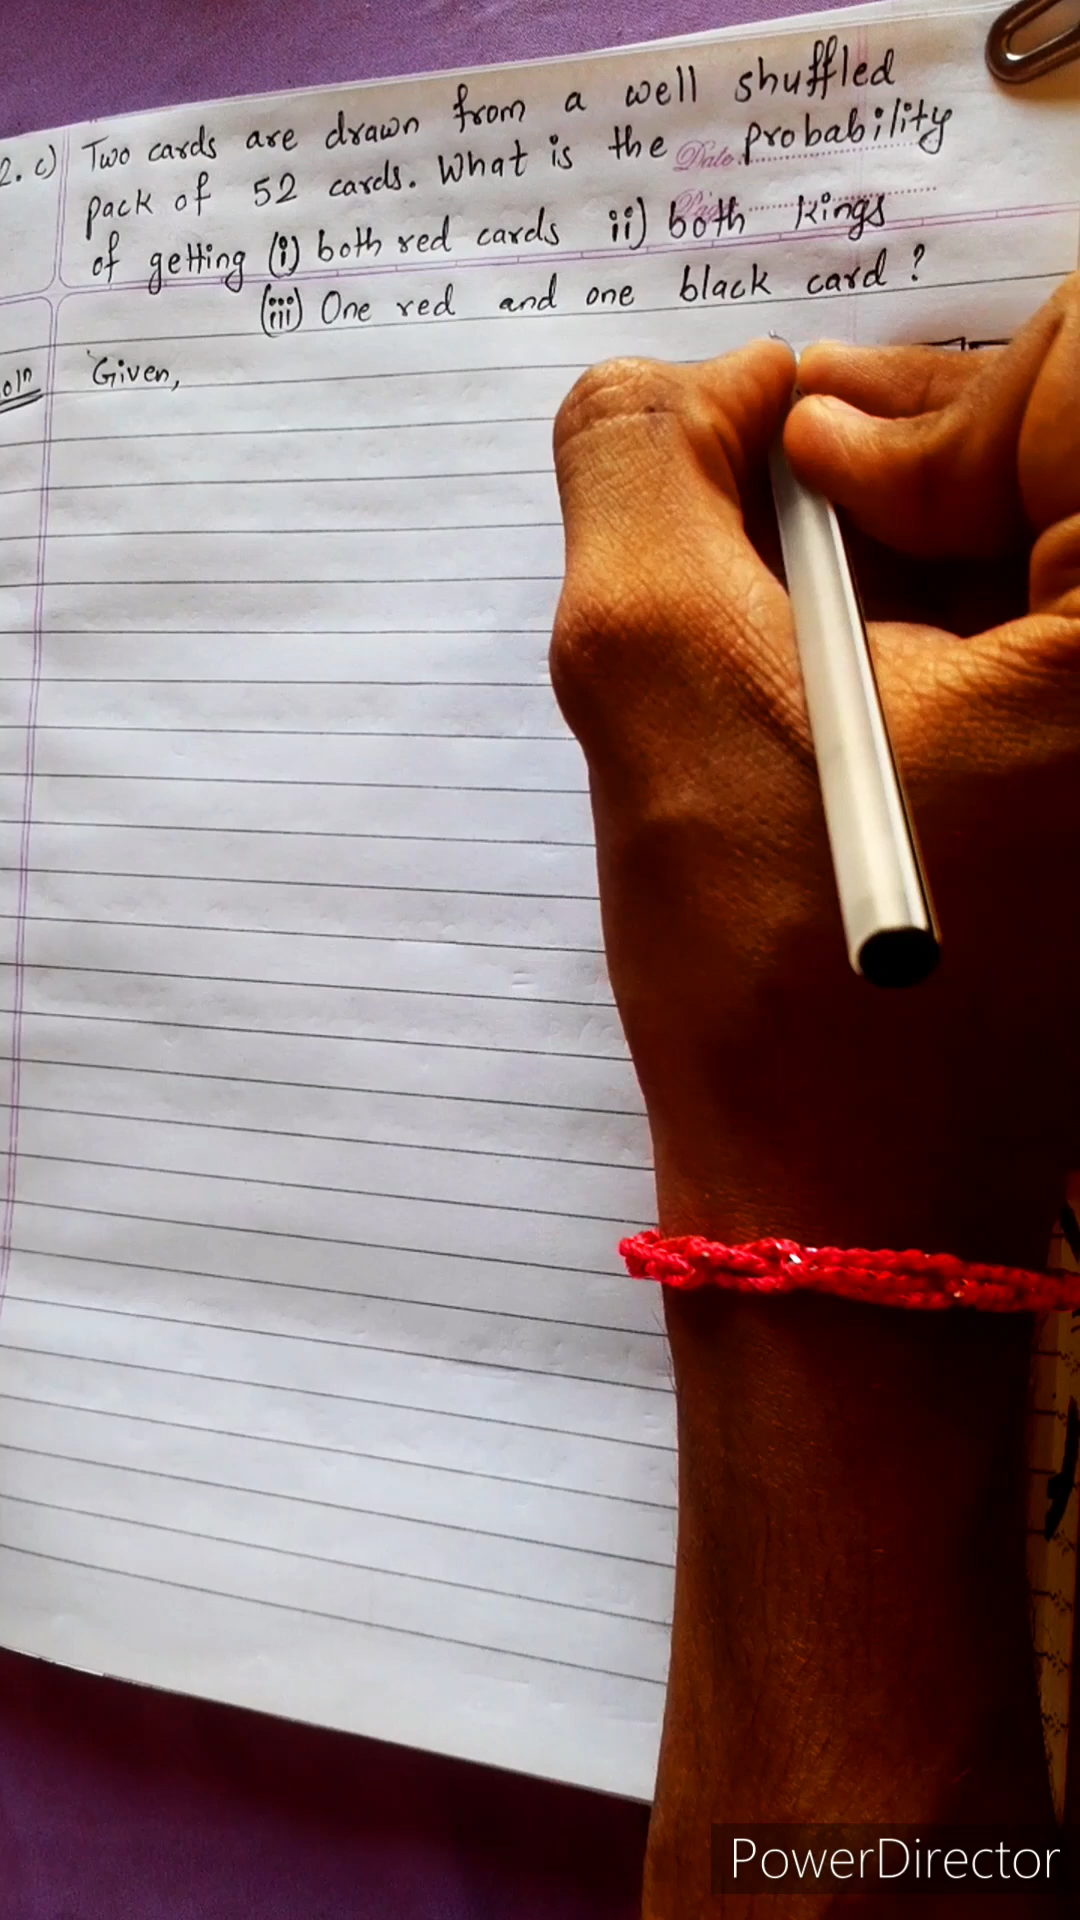 2. c) Two cards are drawn from a well shuffled
pack of 52 cards. What is the probability
of getting (i) both red cards ii) both kings
(iii) One red and one black card ?
Date
Given,
PowerDirector